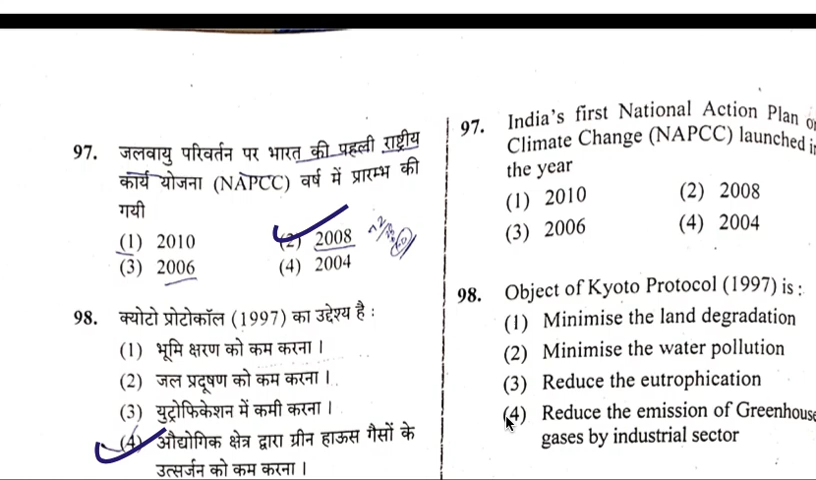 97. जलवायु परिवर्तन पर भारत की पहली राष्ट्रीय
कार्य योजना (NAPCC) वर्ष में प्रारम्भ की
गयी
(1) 2010 (2) 2008
(3) 2006 (4) 2004
98. क्योटो प्रोटोकॉल (1997) का उद्देश्य है :
(1) भूमि क्षरण को कम करना ।
(2) जल प्रदूषण को कम करना ।
(3) युट्रोफिकेशन में कमी करना ।
(4) औद्योगिक क्षेत्र द्वारा ग्रीन हाऊस गैसों के
उत्सर्जन को कम करना ।
97. India's first National Action Plan o
Climate Change (NAPCC) launched i
the year
(1) 2010 (2) 2008
(3) 2006 (4) 2004
98. Object of Kyoto Protocol (1997) is :
(1) Minimise the land degradation
(2) Minimise the water pollution
(3) Reduce the eutrophication
(4) Reduce the emission of Greenhouse
gases by industrial sector